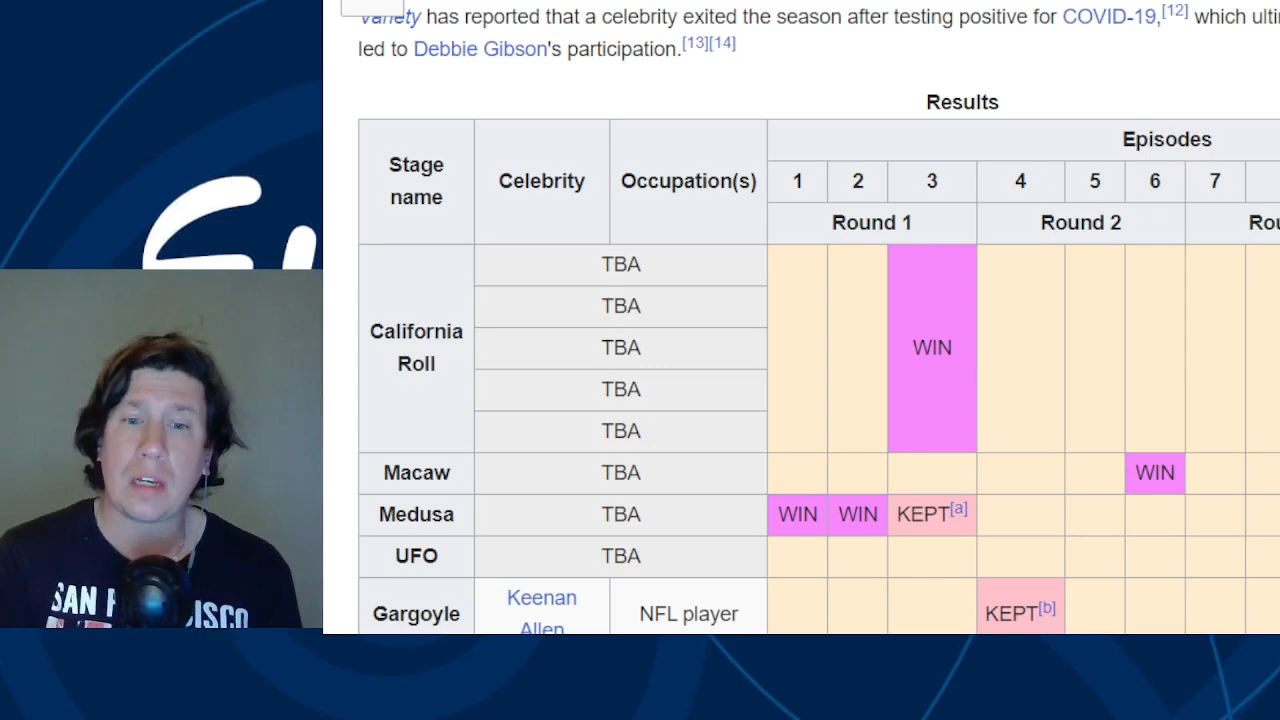 Variety has reported that a celebrity exited the season after testing positive for COVID-19,[12] which
led to Debbie Gibson's participation.[13][14]
Results
Stage name
Celebrity
Occupation(s)
Episodes
1 2 3 4 5 6 7
Round 1 Round 2
California Roll
TBA
TBA
TBA
TBA
TBA
WIN
Macaw TBA WIN
Medusa TBA WIN WIN KEPT[a]
UFO TBA
Gargoyle Keenan Allen NFL player KEPT[b]
SAN